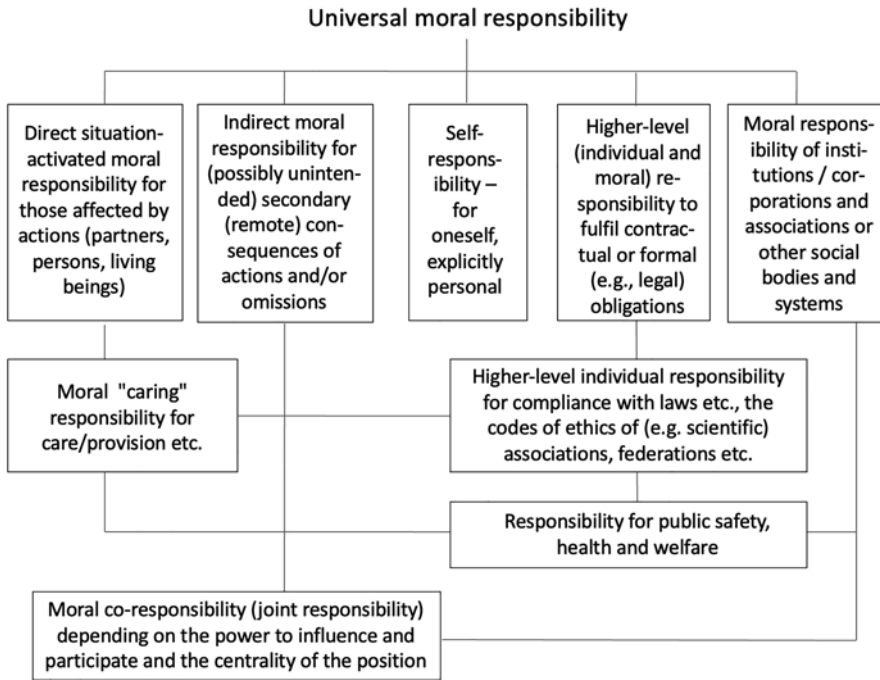 Universal moral responsibility
Direct situation-
activated moral
responsibility for
those affected by
actions (partners,
persons, living
beings)
Indirect moral
responsibility for
(possibly uninten-
ded) secondary
(remote) con-
sequences of
actions and/or
omissions
Self-
respons-
ibility –
for
oneself,
explicitly
personal
Higher-level
(individual and
moral) re-
sponsibility to
fulfil contrac-
tual or formal
(e.g., legal)
obligations
Moral respons-
ibility of insti-
tutions / cor-
porations and
associations or
other social
bodies and
systems
Moral "caring"
responsibility for
care/provision etc.
Higher-level individual responsibility
for compliance with laws etc., the
codes of ethics of (e.g. scientific)
associations, federations etc.
Responsibility for public safety,
health and welfare
Moral co-responsibility (joint responsibility)
depending on the power to influence and
participate and the centrality of the position